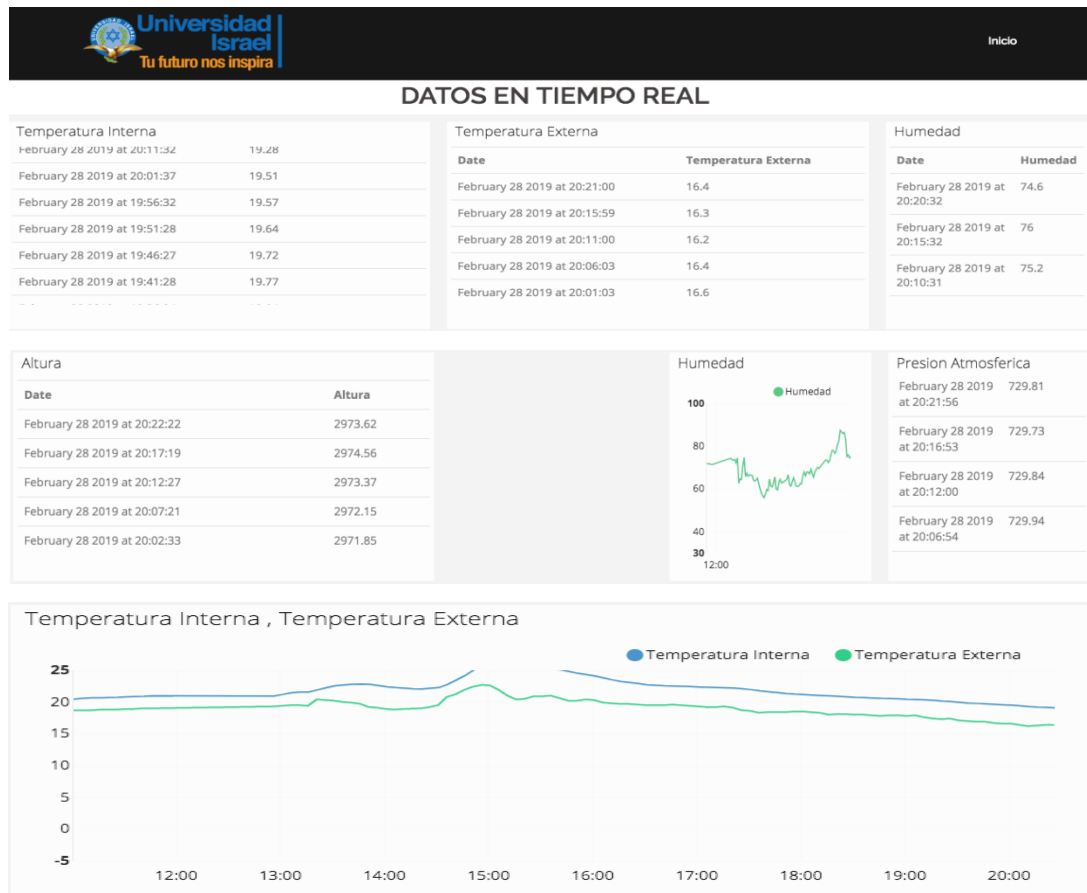 Universidad
Israel
Tu futuro nos inspira
Inicio
DATOS EN TIEMPO REAL
Temperatura Interna
February 28 2019 at 20:11:32 19.28
February 28 2019 at 20:01:37 19.51
February 28 2019 at 19:56:32 19.57
February 28 2019 at 19:51:28 19.64
February 28 2019 at 19:46:27 19.72
February 28 2019 at 19:41:28 19.77
Temperatura Externa
Date Temperatura Externa
February 28 2019 at 20:21:00 16.4
February 28 2019 at 20:15:59 16.3
February 28 2019 at 20:11:00 16.2
February 28 2019 at 20:06:03 16.4
February 28 2019 at 20:01:03 16.6
Humedad
Date Humedad
February 28 2019 at 74.6
20:20:32
February 28 2019 at 76
20:15:32
February 28 2019 at 75.2
20:10:31
Altura
Date Altura
February 28 2019 at 20:22:22 2973.62
February 28 2019 at 20:17:19 2974.56
February 28 2019 at 20:12:27 2973.37
February 28 2019 at 20:07:21 2972.15
February 28 2019 at 20:02:33 2971.85
Humedad
Humedad
100
80
60
40
30
12:00
Presion Atmosferica
February 28 2019 729.81
at 20:21:56
February 28 2019 729.73
at 20:16:53
February 28 2019 729.84
at 20:12:00
February 28 2019 729.94
at 20:06:54
Temperatura Interna , Temperatura Externa
Temperatura Interna Temperatura Externa
25
20
15
10
5
0
-5
12:00 13:00 14:00 15:00 16:00 17:00 18:00 19:00 20:00